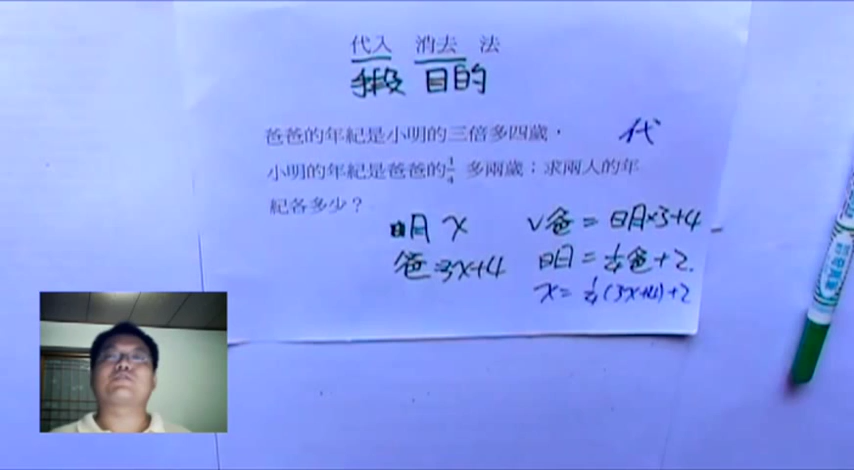 代入 消去 法
手段 目的
爸爸的年紀是小明的三倍多四歲，
代
小明的年紀是爸爸的1/4 多兩歲；求兩人的年
紀各多少？
明 x
v爸 = 明×3+4
爸=3x+4
明 = 1/4爸+2.
x = 1/4(3x+4)+2